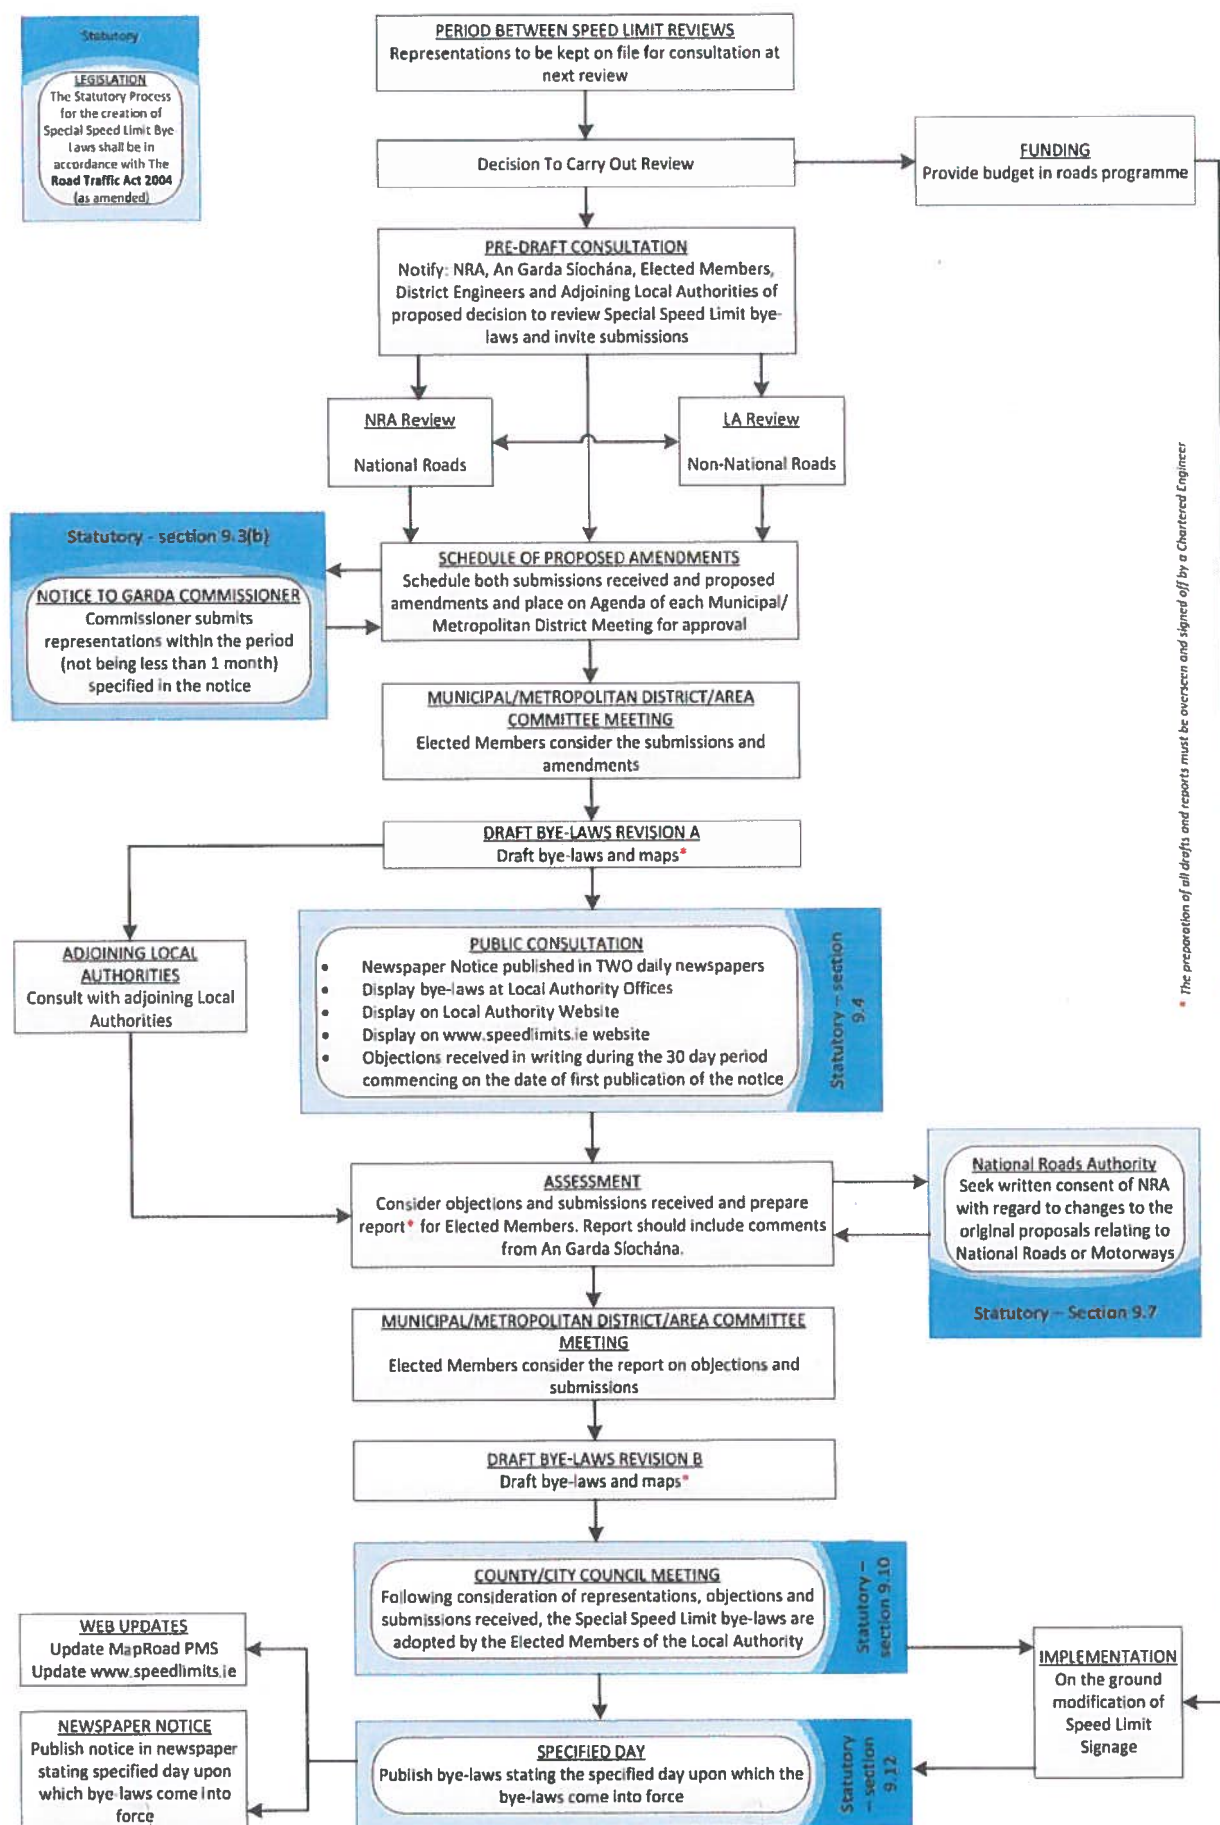 Statutory
LEGISLATION
The Statutory Process
for the creation of
Special Speed Limit Bye
Laws shall be in
accordance with The
Road Traffic Act 2004
(as amended)
PERIOD BETWEEN SPEED LIMIT REVIEWS
Representations to be kept on file for consultation at
next review
Decision To Carry Out Review
FUNDING
Provide budget in roads programme
PRE-DRAFT CONSULTATION
Notify: NRA, An Garda Síochána, Elected Members,
District Engineers and Adjoining Local Authorities of
proposed decision to review Special Speed Limit bye-
laws and invite submissions
NRA Review
National Roads
LA Review
Non-National Roads
Statutory - section 9.3(b)
NOTICE TO GARDA COMMISSIONER
Commissioner submits
representations within the period
(not being less than 1 month)
specified in the notice
SCHEDULE OF PROPOSED AMENDMENTS
Schedule both submissions received and proposed
amendments and place on Agenda of each Municipal/
Metropolitan District Meeting for approval
MUNICIPAL/METROPOLITAN DISTRICT/AREA
COMMITTEE MEETING
Elected Members consider the submissions and
amendments
DRAFT BYE-LAWS REVISION A
Draft bye-laws and maps*
* The preparation of all drafts and reports must be overseen and signed off by a Chartered Engineer
ADJOINING LOCAL
AUTHORITIES
Consult with adjoining Local
Authorities
PUBLIC CONSULTATION
• Newspaper Notice published in TWO daily newspapers
• Display bye-laws at Local Authority Offices
• Display on Local Authority Website
• Display on www.speedlimits.ie website
• Objections received in writing during the 30 day period
commencing on the date of first publication of the notice
Statutory – section
9.4
ASSESSMENT
Consider objections and submissions received and prepare
report* for Elected Members. Report should include comments
from An Garda Síochána.
National Roads Authority
Seek written consent of NRA
with regard to changes to the
original proposals relating to
National Roads or Motorways
Statutory – Section 9.7
MUNICIPAL/METROPOLITAN DISTRICT/AREA COMMITTEE
MEETING
Elected Members consider the report on objections and
submissions
DRAFT BYE-LAWS REVISION B
Draft bye-laws and maps*
COUNTY/CITY COUNCIL MEETING
Following consideration of representations, objections and
submissions received, the Special Speed Limit bye-laws are
adopted by the Elected Members of the Local Authority
Statutory –
section 9.10
WEB UPDATES
Update MapRoad PMS
Update www.speedlimits.ie
IMPLEMENTATION
On the ground
modification of
Speed Limit
Signage
NEWSPAPER NOTICE
Publish notice in newspaper
stating specified day upon
which bye-laws come into
force
SPECIFIED DAY
Publish bye-laws stating the specified day upon which the
bye-laws come into force
Statutory
– section
9.12